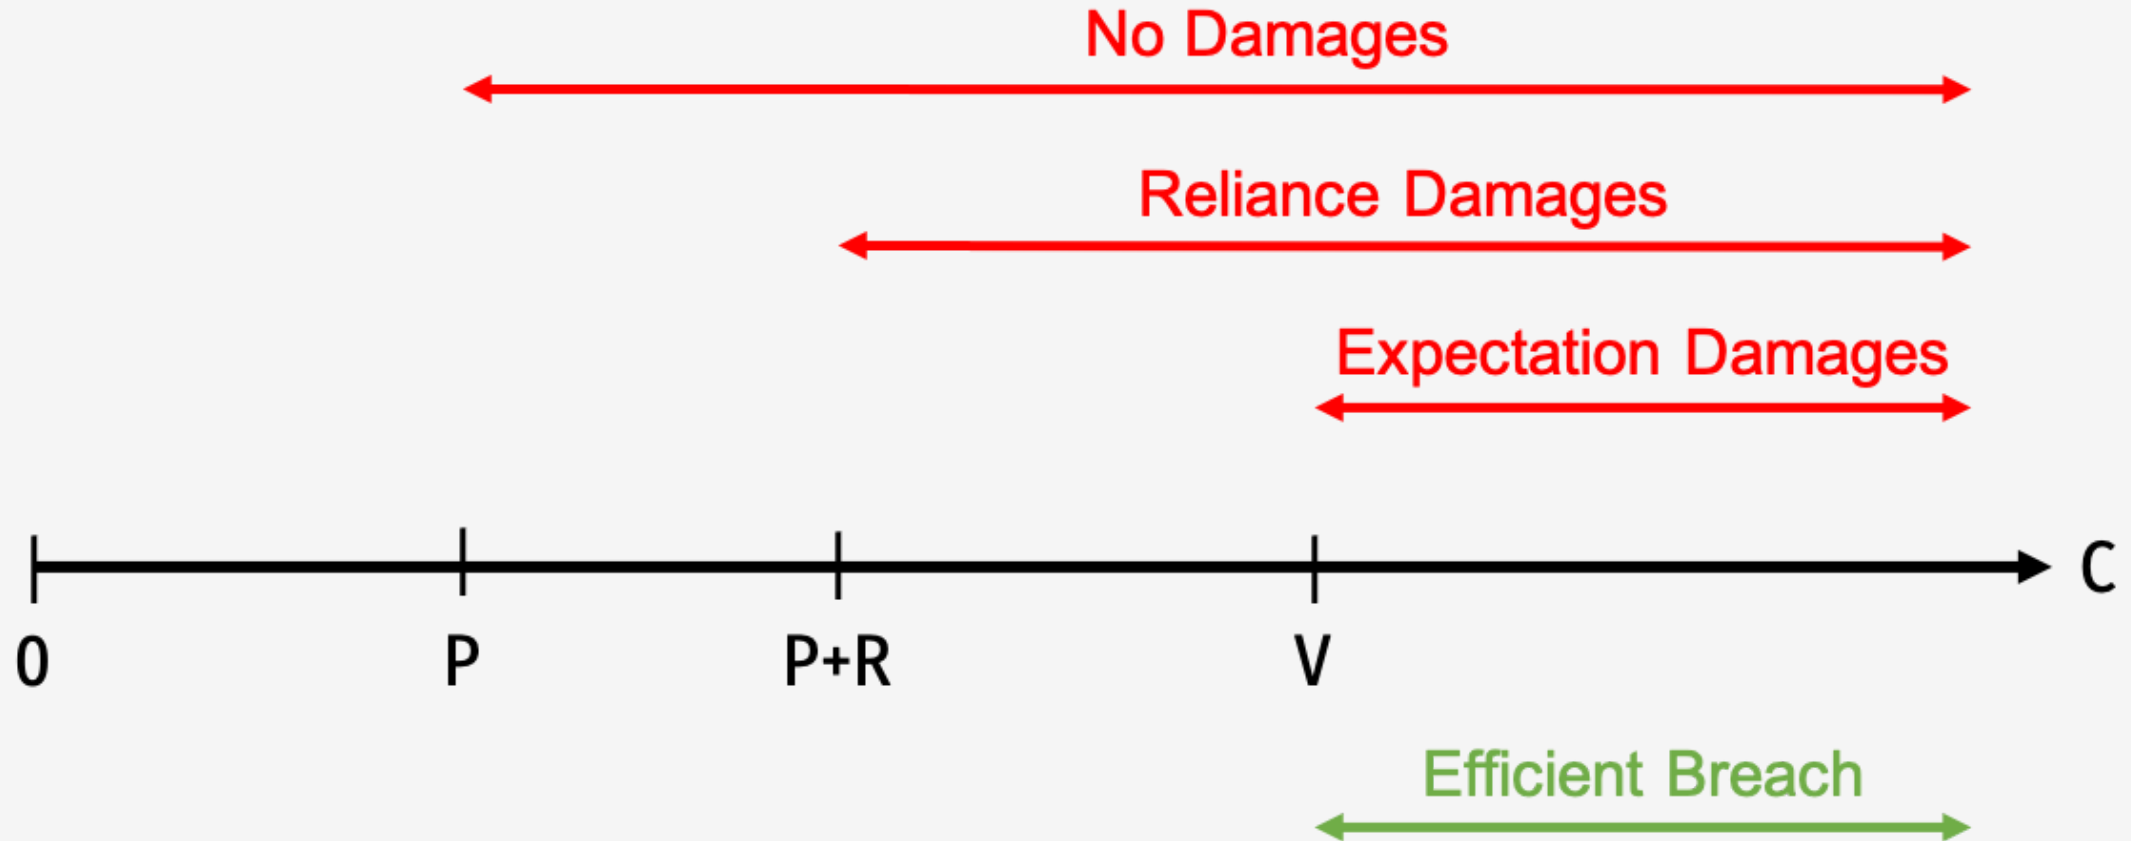 No Damages
Reliance Damages
Expectation Damages
C
0
P
P+R
V
Efficient Breach